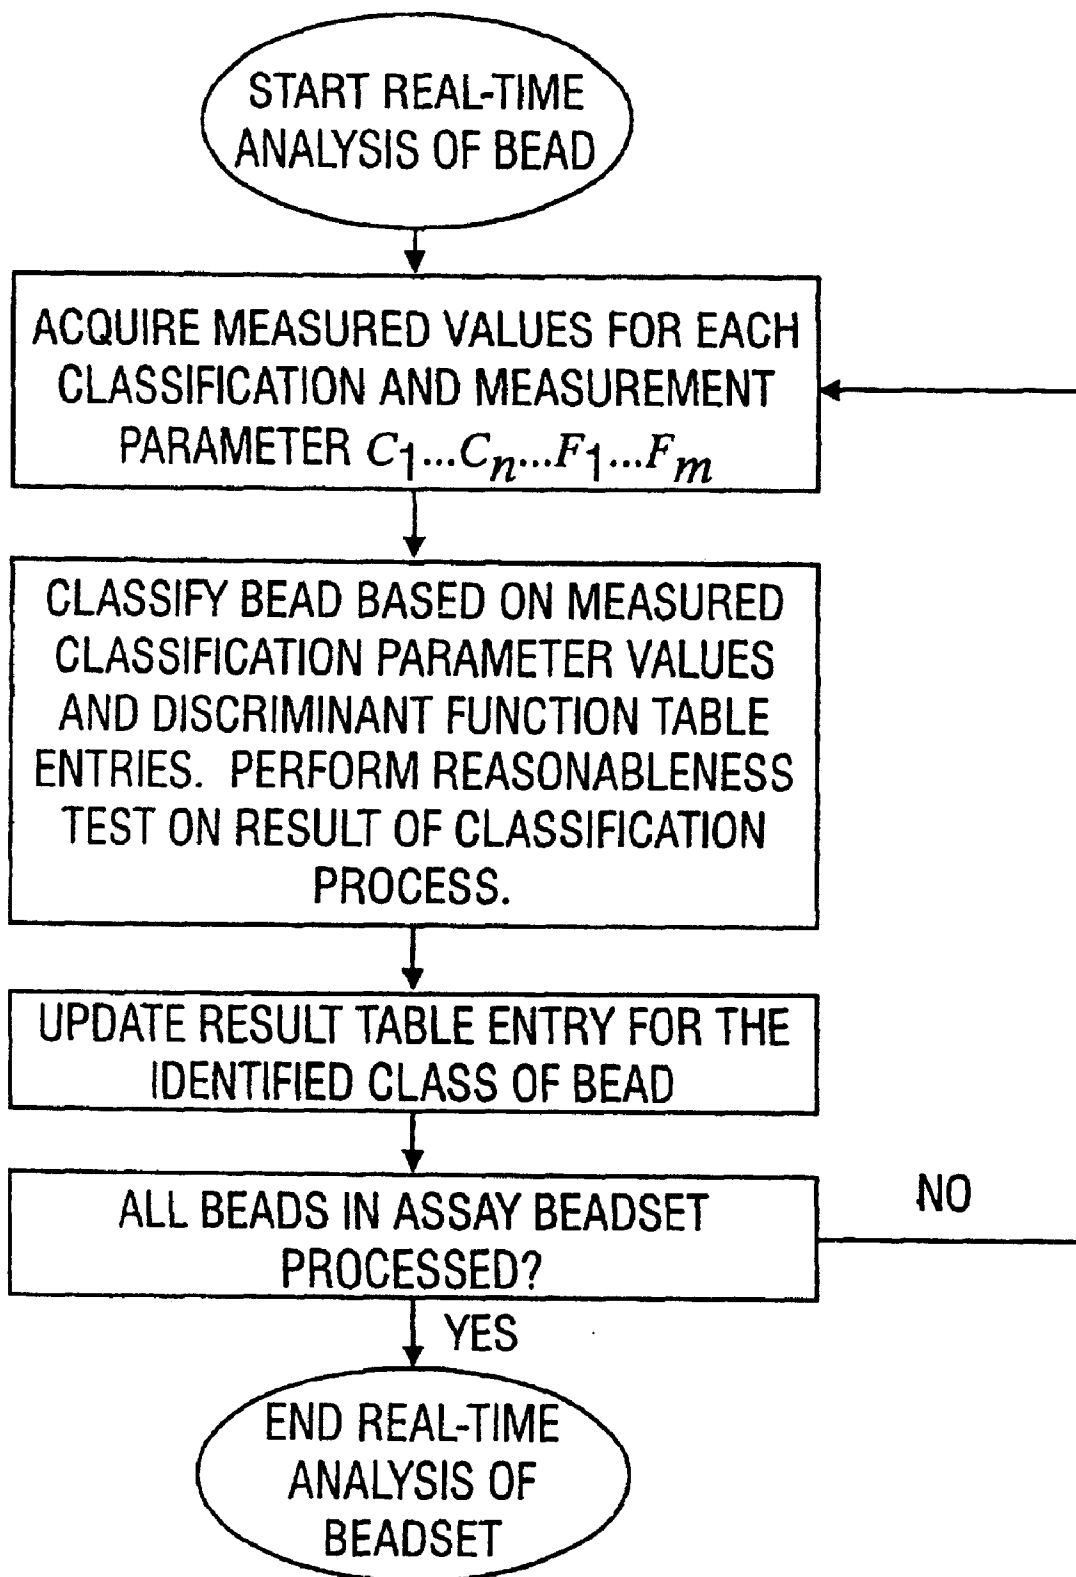 START REAL-TIME
ANALYSIS OF BEAD
ACQUIRE MEASURED VALUES FOR EACH
CLASSIFICATION AND MEASUREMENT
PARAMETER C1...Cn...F1...Fm
CLASSIFY BEAD BASED ON MEASURED
CLASSIFICATION PARAMETER VALUES
AND DISCRIMINANT FUNCTION TABLE
ENTRIES. PERFORM REASONABLENESS
TEST ON RESULT OF CLASSIFICATION
PROCESS.
UPDATE RESULT TABLE ENTRY FOR THE
IDENTIFIED CLASS OF BEAD
ALL BEADS IN ASSAY BEADSET
PROCESSED?
NO
YES
END REAL-TIME
ANALYSIS OF
BEADSET